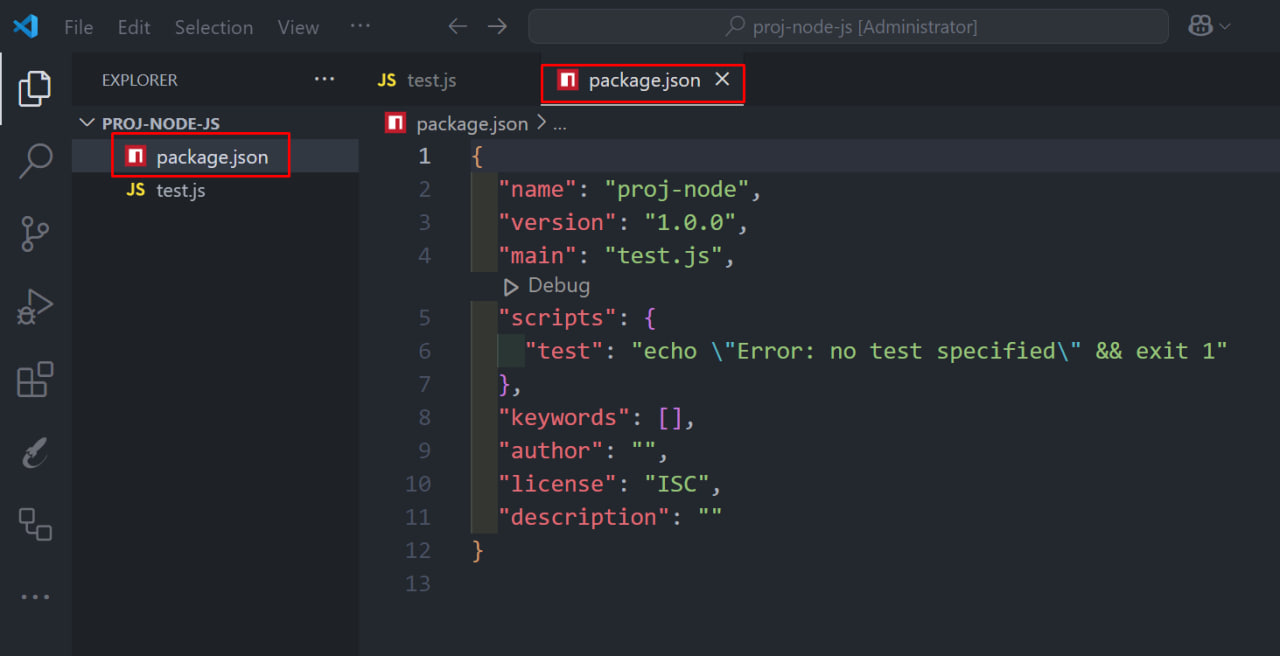 File Edit Selection View ··· proj-node-js [Administrator]
EXPLORER ··· JS test.js package.json
PROJ-NODE-JS
package.json > ...
package.json
JS test.js
1 {
2 "name": "proj-node",
3 "version": "1.0.0",
4 "main": "test.js",
Debug
5 "scripts": {
6 "test": "echo \"Error: no test specified\" && exit 1"
7 },
8 "keywords": [],
9 "author": "",
10 "license": "ISC",
11 "description": ""
12 }
13